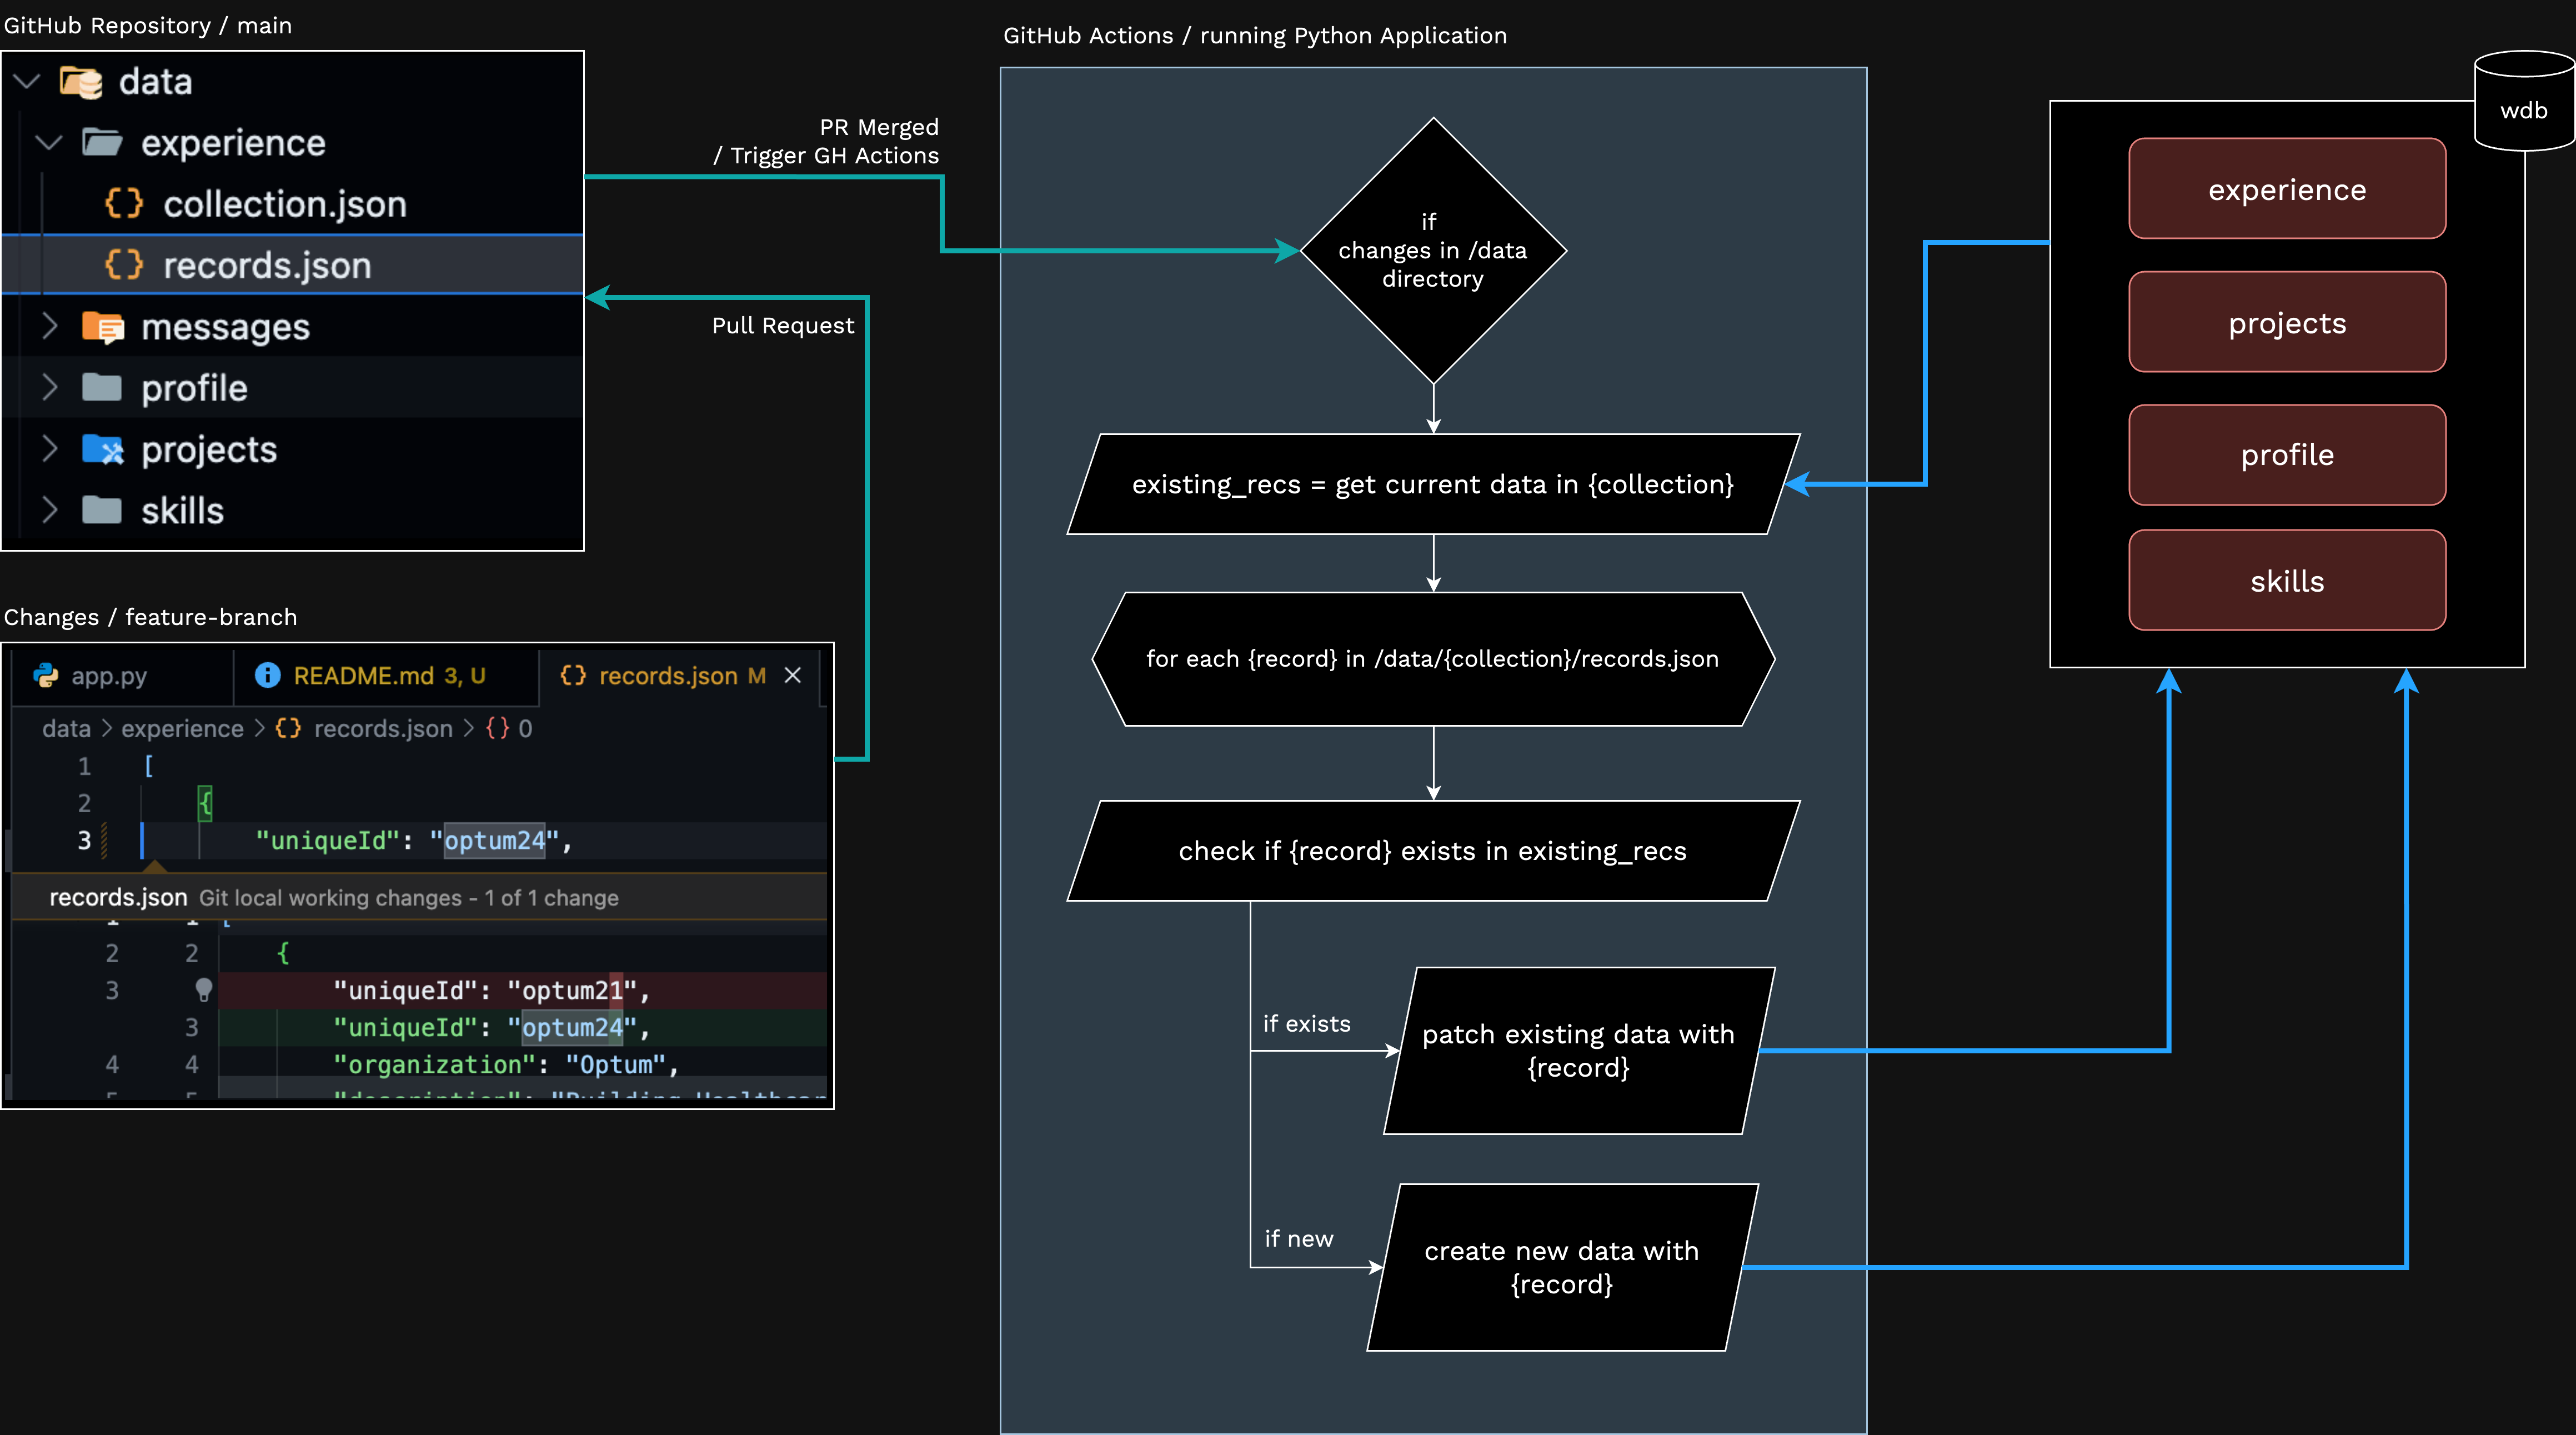 GitHub Repository / main
data
experience
{} collection.json
{} records.json
messages
profile
projects
skills
Changes / feature-branch
app.py
README.md 3, U
{} records.json M
data > experience > {} records.json > {} 0
1 [
2 {
3 "uniqueId": "optum24",
records.json Git local working changes - 1 of 1 change
2 2 {
3 "uniqueId": "optum21",
3 "uniqueId": "optum24",
4 4 "organization": "Optum",
PR Merged
/ Trigger GH Actions
Pull Request
GitHub Actions / running Python Application
if
changes in /data
directory
existing_recs = get current data in {collection}
for each {record} in /data/{collection}/records.json
check if {record} exists in existing_recs
if exists
patch existing data with
{record}
if new
create new data with
{record}
wdb
experience
projects
profile
skills